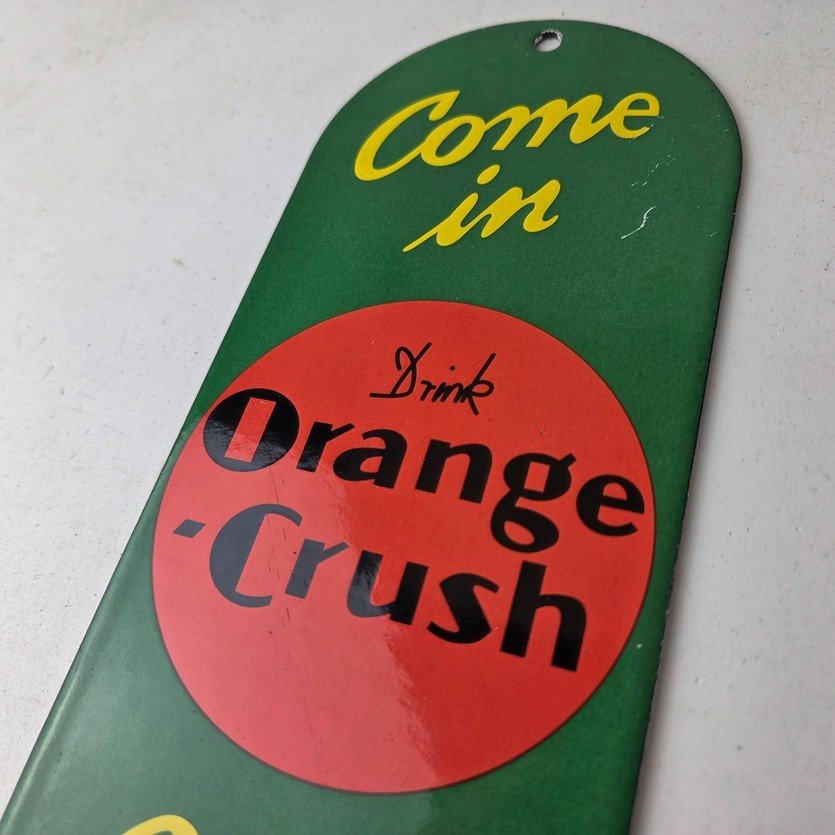 Come
in
Drink
Orange
-Crush